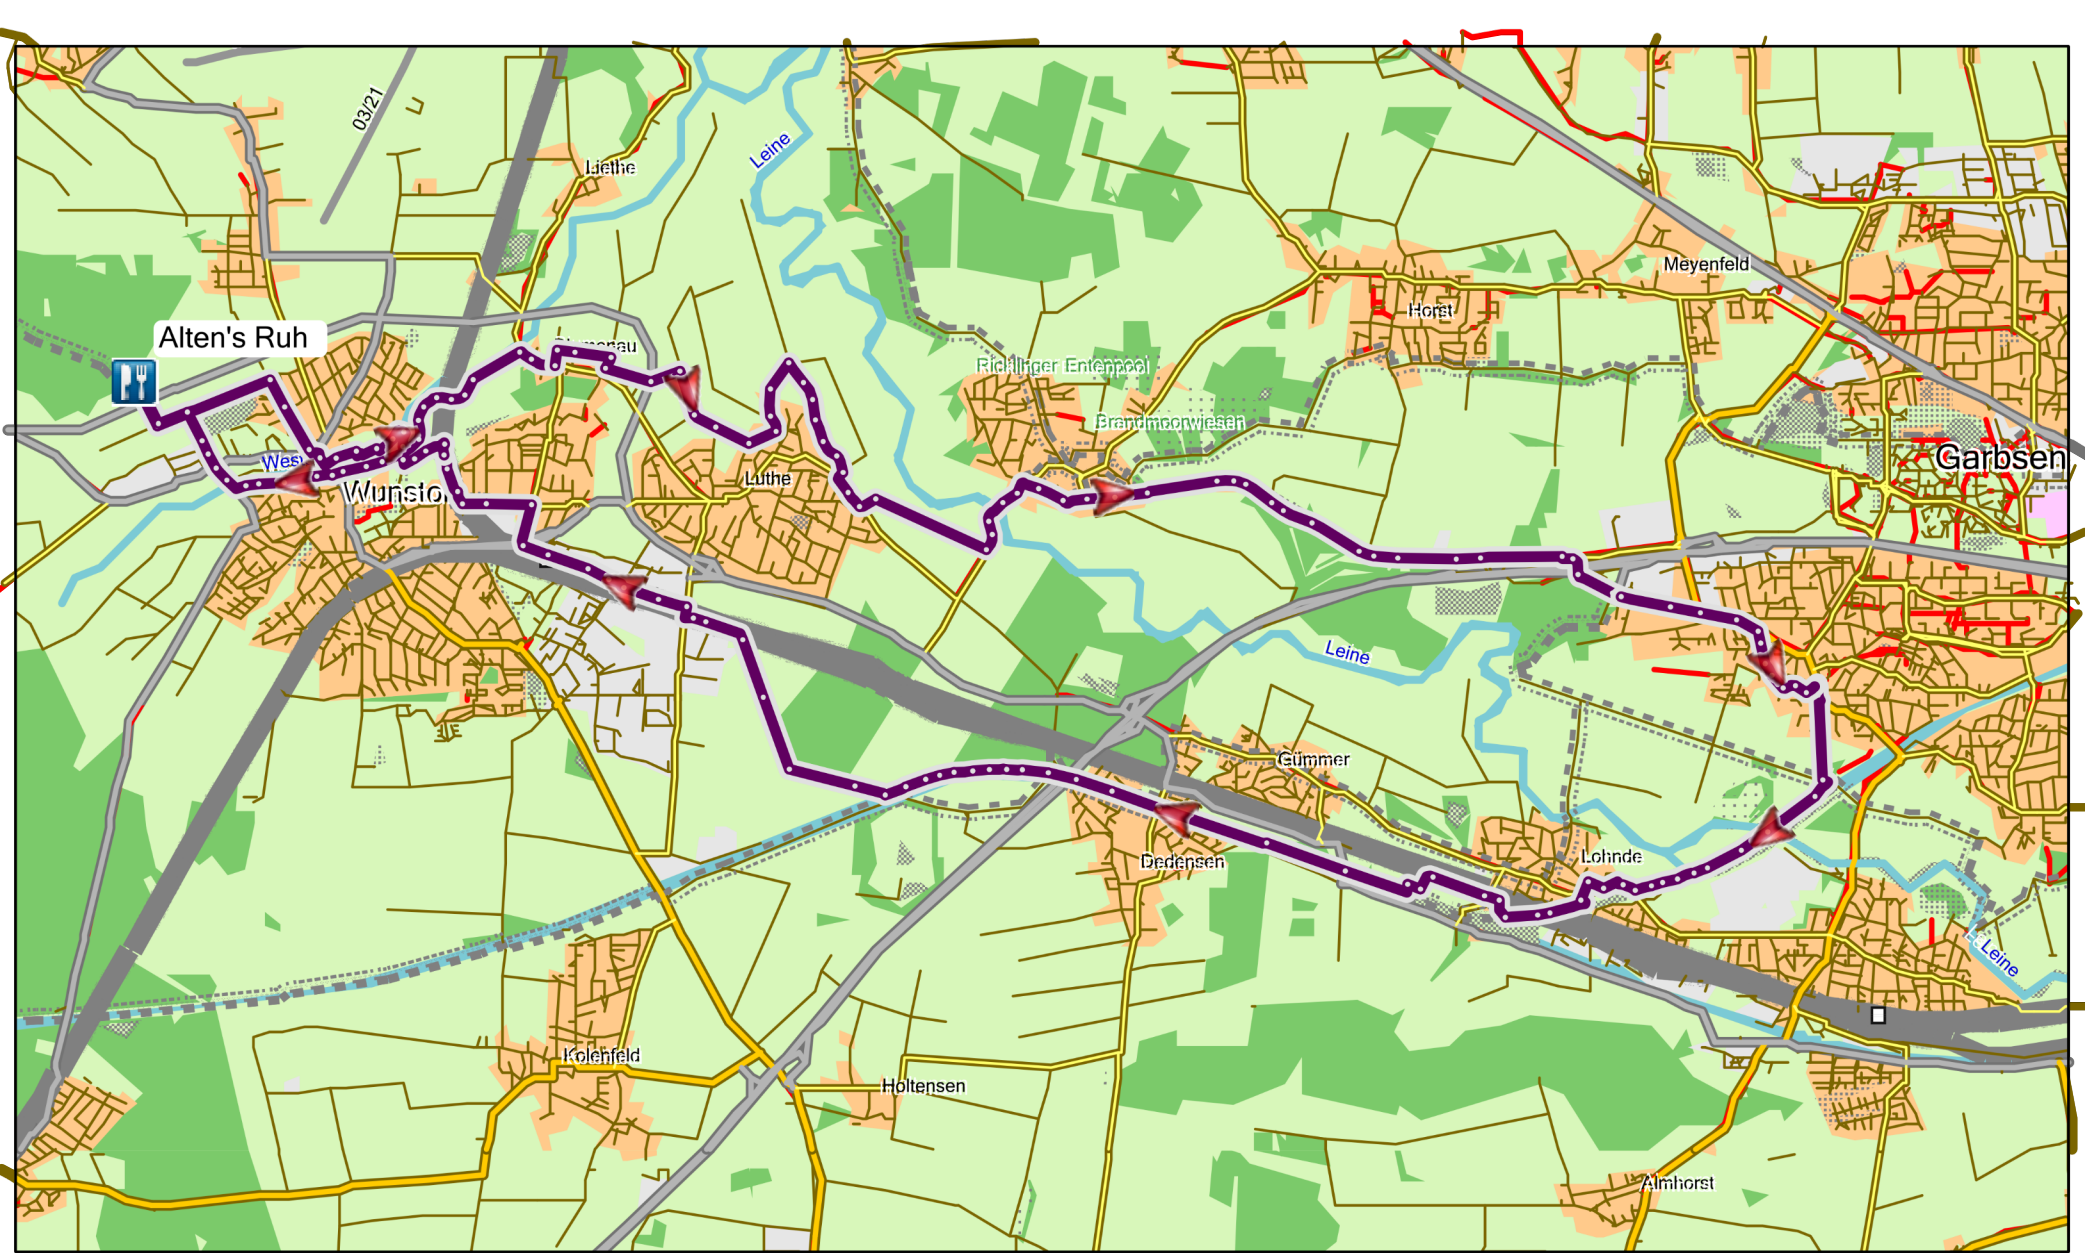 03/21
Leine
Liethe
Meyenfeld
Horst
Alten's Ruh
Ricklinger Entenpool
Brandmoorwiesen
Garbsen
Luthe
Leine
Gümmer
Lohnde
Dedensen
Leine
Kolenfeld
Holtensen
Almhorst